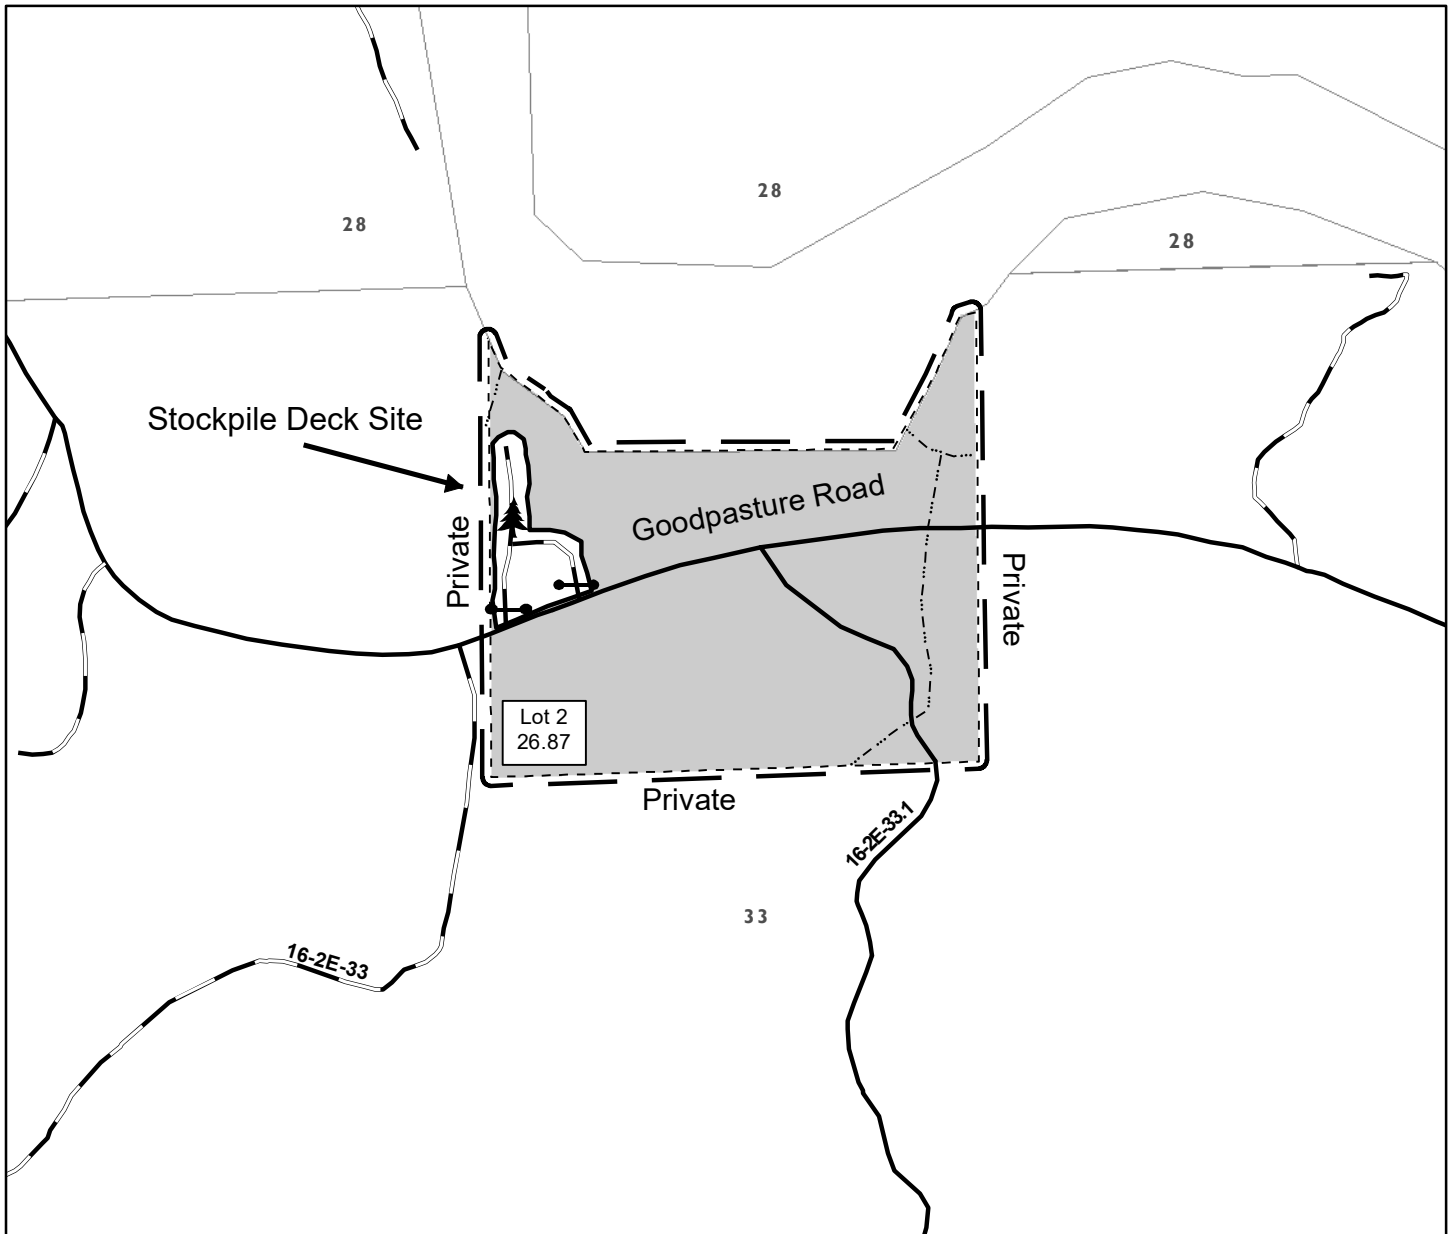 28
28
28
Stockpile Deck Site
Goodpasture Road
Private
Private
Lot 2
26.87
Private
16-2E-33.1
33
16-2E-33